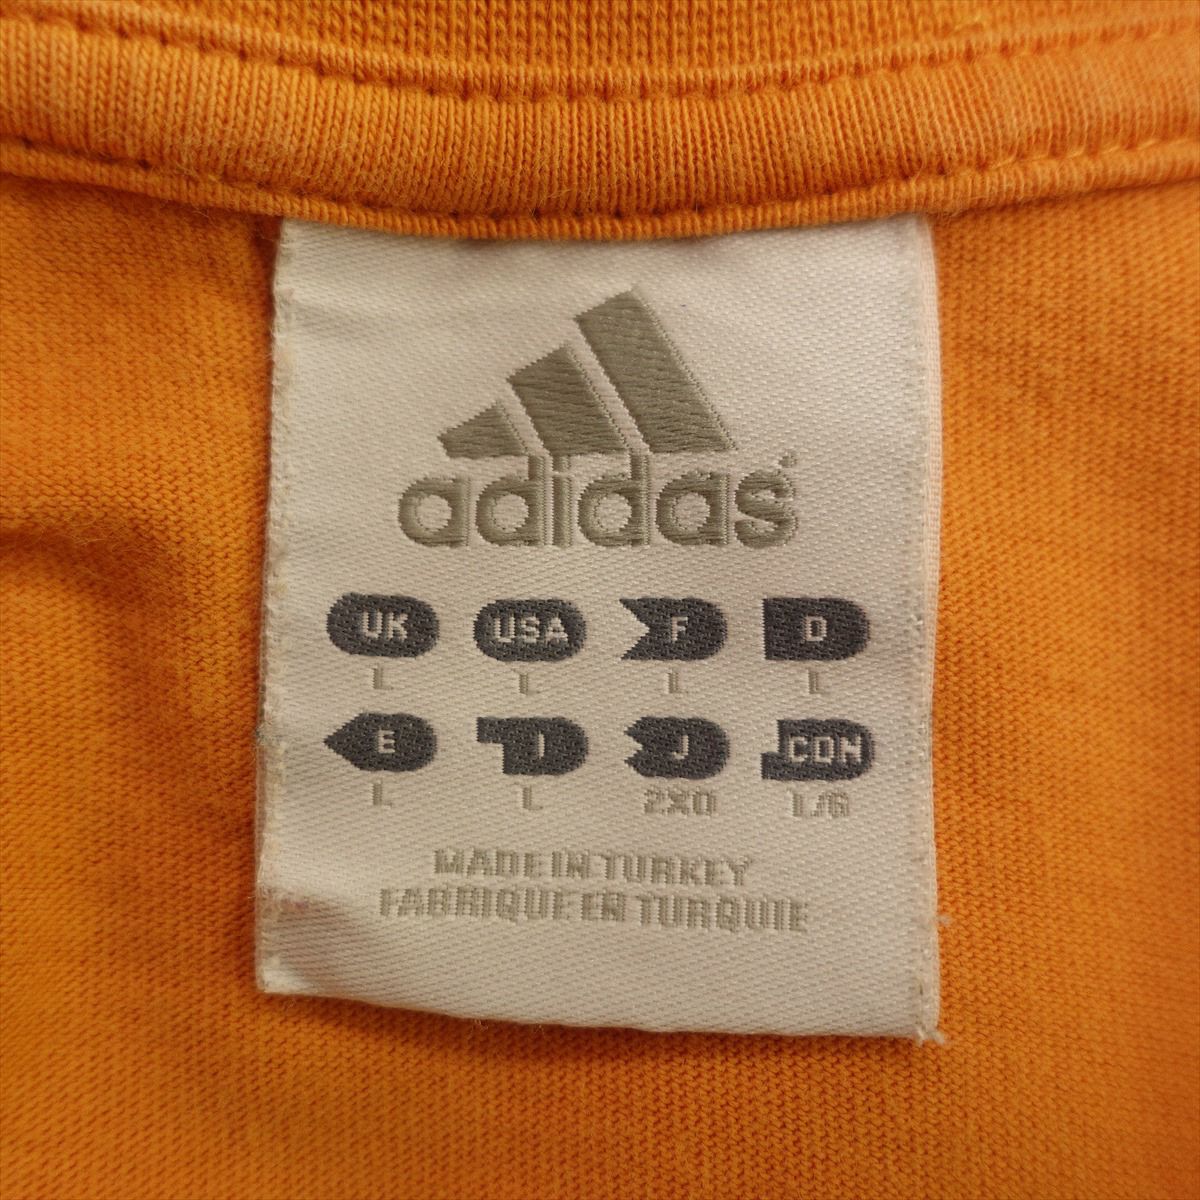 adidas
UK USA F D
L L L L
E I J CDN
L L 2XO L/G
MADE IN TURKEY
FABRIQUE EN TURQUIE